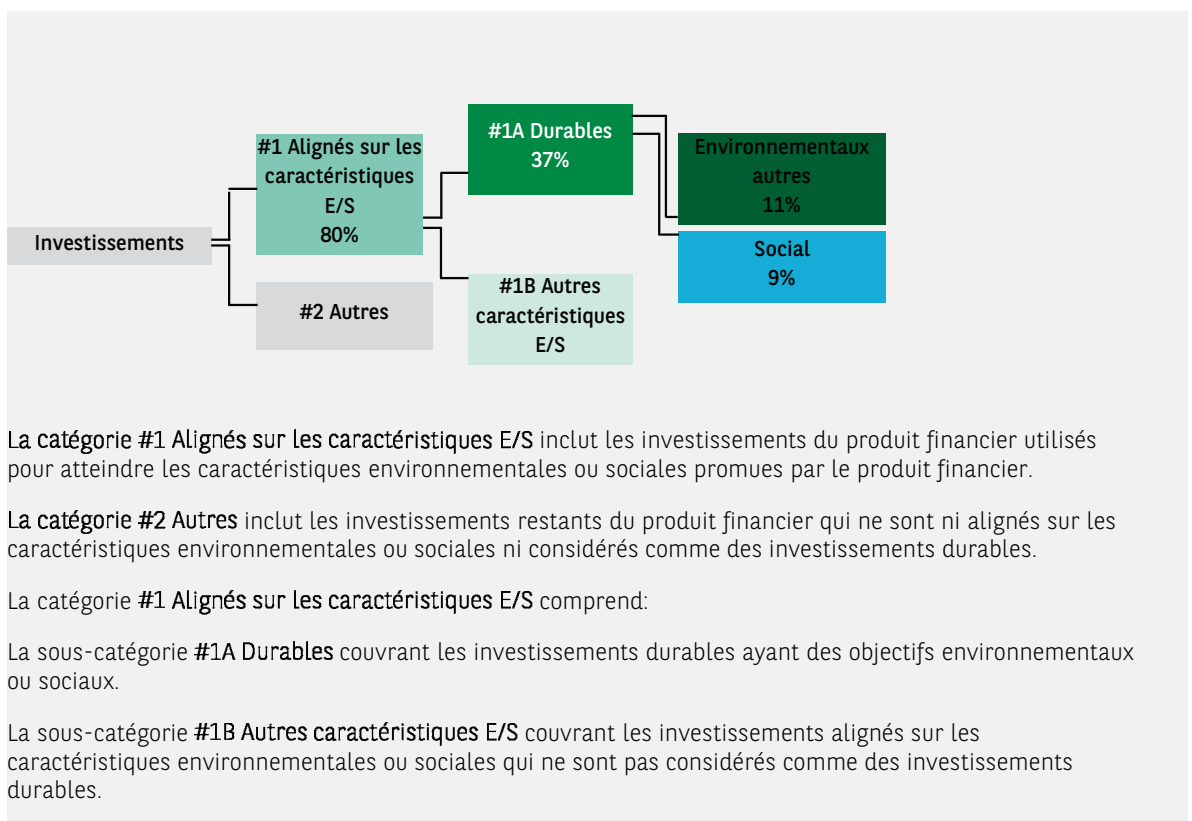 Investissements
#1 Alignés sur les
caractéristiques
E/S
80%
#2 Autres
#1A Durables
37%
#1B Autres
caractéristiques
E/S
Environnementaux
autres
11%
Social
9%
La catégorie #1 Alignés sur les caractéristiques E/S inclut les investissements du produit financier utilisés
pour atteindre les caractéristiques environnementales ou sociales promues par le produit financier.
La catégorie #2 Autres inclut les investissements restants du produit financier qui ne sont ni alignés sur les
caractéristiques environnementales ou sociales ni considérés comme des investissements durables.
La catégorie #1 Alignés sur les caractéristiques E/S comprend:
La sous-catégorie #1A Durables couvrant les investissements durables ayant des objectifs environnementaux
ou sociaux.
La sous-catégorie #1B Autres caractéristiques E/S couvrant les investissements alignés sur les
caractéristiques environnementales ou sociales qui ne sont pas considérés comme des investissements
durables.